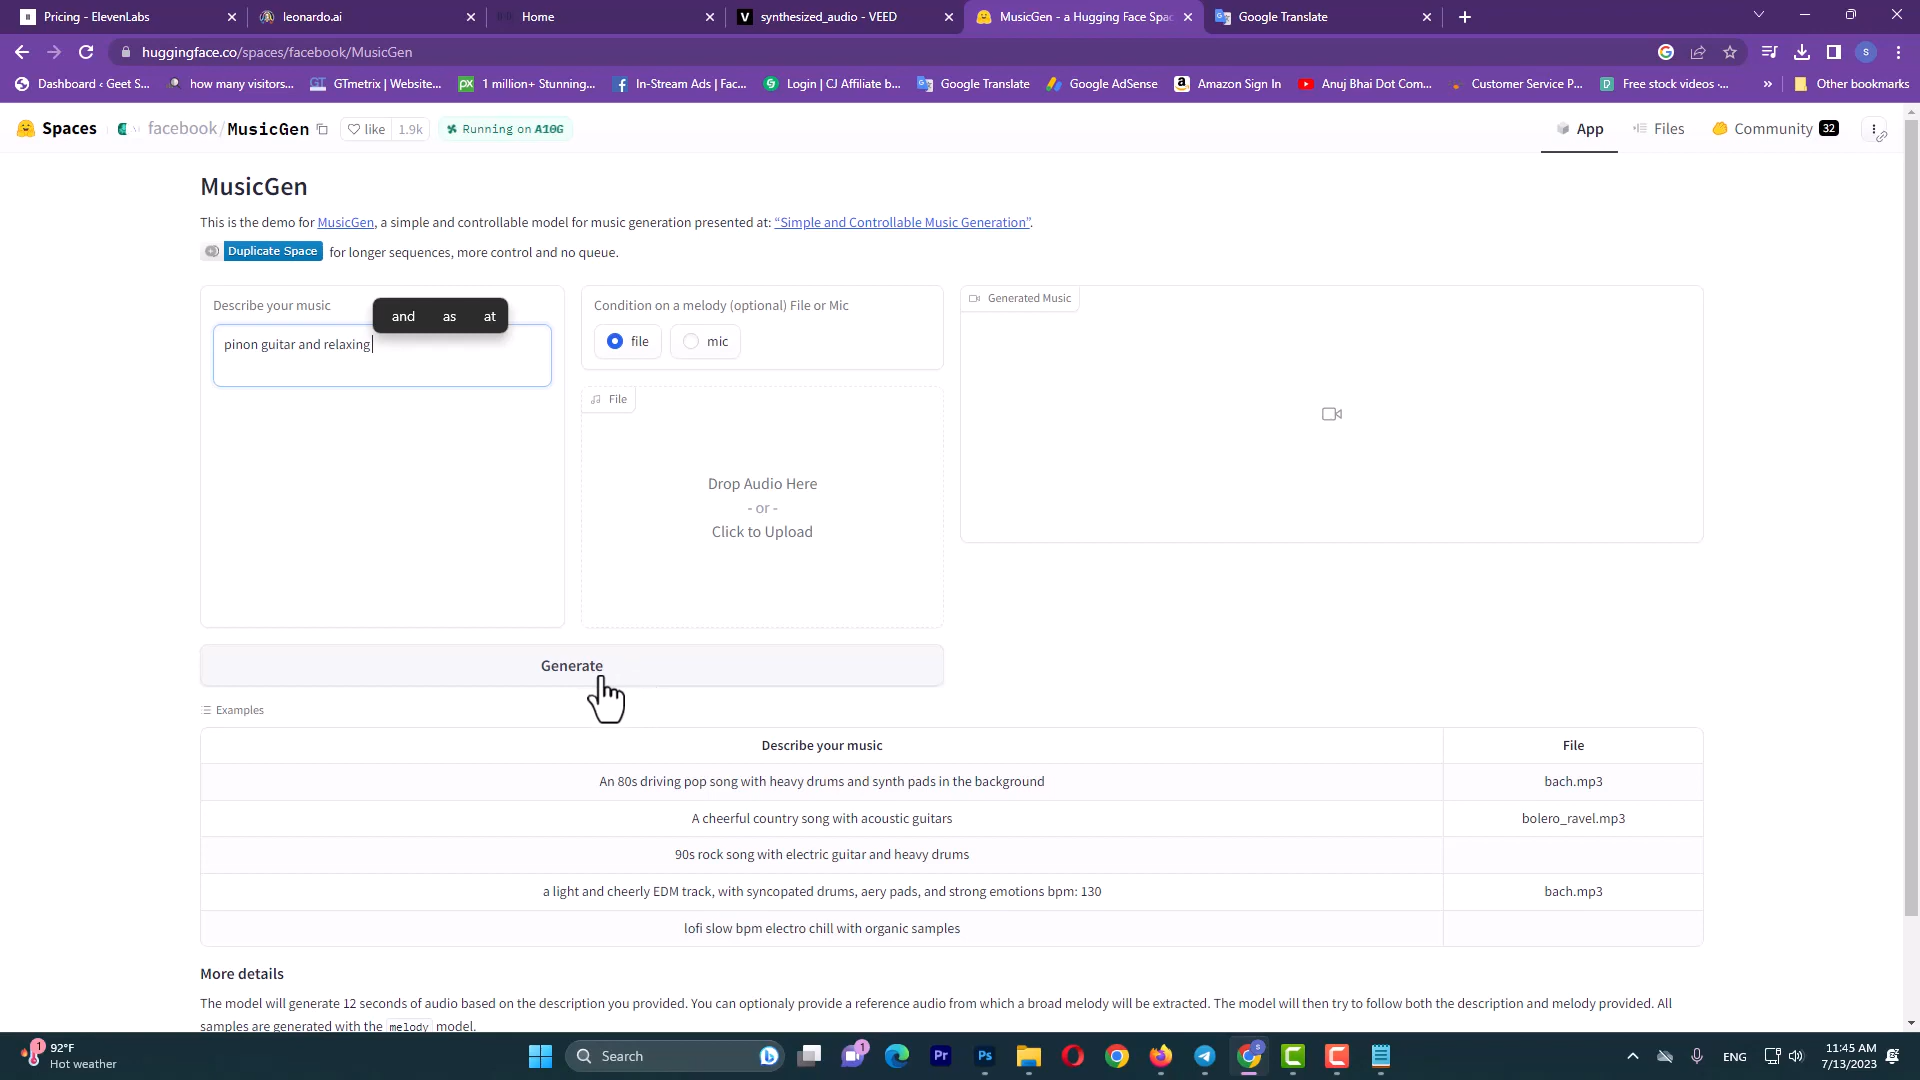 Pricing - ElevenLabs
leonardo.ai
Home
V synthesized_audio - VEED
MusicGen - a Hugging Face Spac
Google Translate
huggingface.co/spaces/facebook/MusicGen
Dashboard ‹ Geet S...
how many visitors...
GT GTmetrix | Website...
px 1 million+ Stunning...
In-Stream Ads | Fac...
Login | CJ Affiliate b...
Google Translate
Google AdSense
Amazon Sign In
Anuj Bhai Dot Com...
Customer Service P...
Free stock videos -...
»
Other bookmarks
Spaces
facebook/MusicGen
like 1.9k
Running on A10G
App
Files
Community 32
MusicGen
This is the demo for MusicGen, a simple and controllable model for music generation presented at: “Simple and Controllable Music Generation”.
Duplicate Space for longer sequences, more control and no queue.
Describe your music
and as at
pinon guitar and relaxing
Condition on a melody (optional) File or Mic
file
mic
File
Drop Audio Here
- or -
Click to Upload
Generated Music
Generate
Examples
Describe your music File
An 80s driving pop song with heavy drums and synth pads in the background bach.mp3
A cheerful country song with acoustic guitars bolero_ravel.mp3
90s rock song with electric guitar and heavy drums
a light and cheerly EDM track, with syncopated drums, aery pads, and strong emotions bpm: 130 bach.mp3
lofi slow bpm electro chill with organic samples
More details
The model will generate 12 seconds of audio based on the description you provided. You can optionaly provide a reference audio from which a broad melody will be extracted. The model will then try to follow both the description and melody provided. All
samples are generated with the melody model.
1
92°F
Hot weather
Search
1
Pr
Ps
S
ENG
11:45 AM
7/13/2023